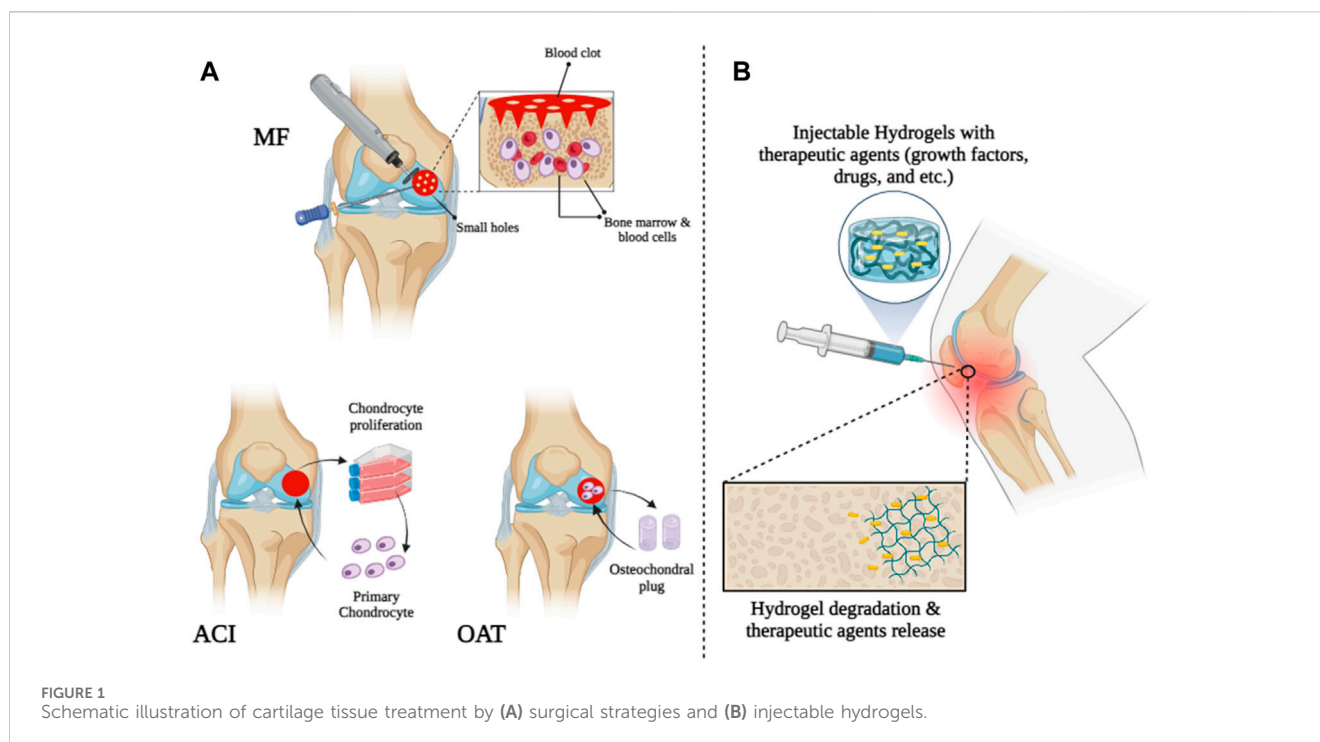 A
MF
Blood clot
Small holes
Bone marrow &
blood cells
ACI
Chondrocyte
proliferation
Primary
Chondrocyte
OAT
Osteochondral
plug
B
Injectable Hydrogels with
therapeutic agents (growth factors,
drugs, and etc.)
Hydrogel degradation &
therapeutic agents release
FIGURE 1
Schematic illustration of cartilage tissue treatment by (A) surgical strategies and (B) injectable hydrogels.